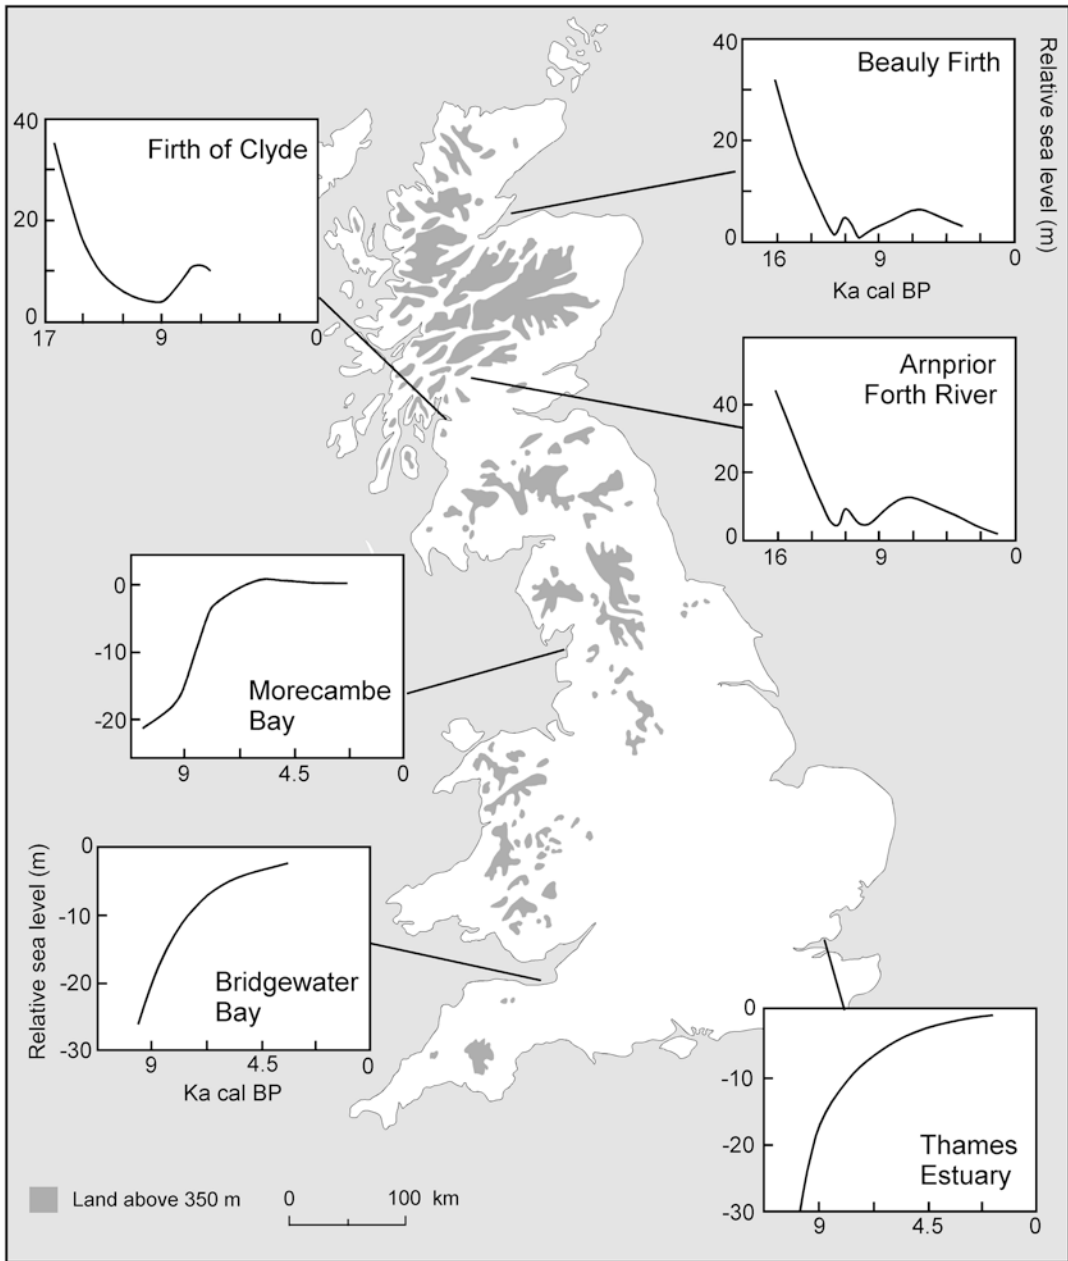 40
20
0
Firth of Clyde
17
9
0
40
20
0
Beauly Firth
Relative sea level (m)
16
9
0
Ka cal BP
40
20
0
Arnprior
Forth River
16
9
0
0
-10
-20
Morecambe
Bay
9
4.5
0
Relative sea level (m)
0
-10
-20
-30
Bridgewater
Bay
9
4.5
0
Ka cal BP
0
-10
-20
-30
Thames
Estuary
9
4.5
0
Land above 350 m
0 100 km